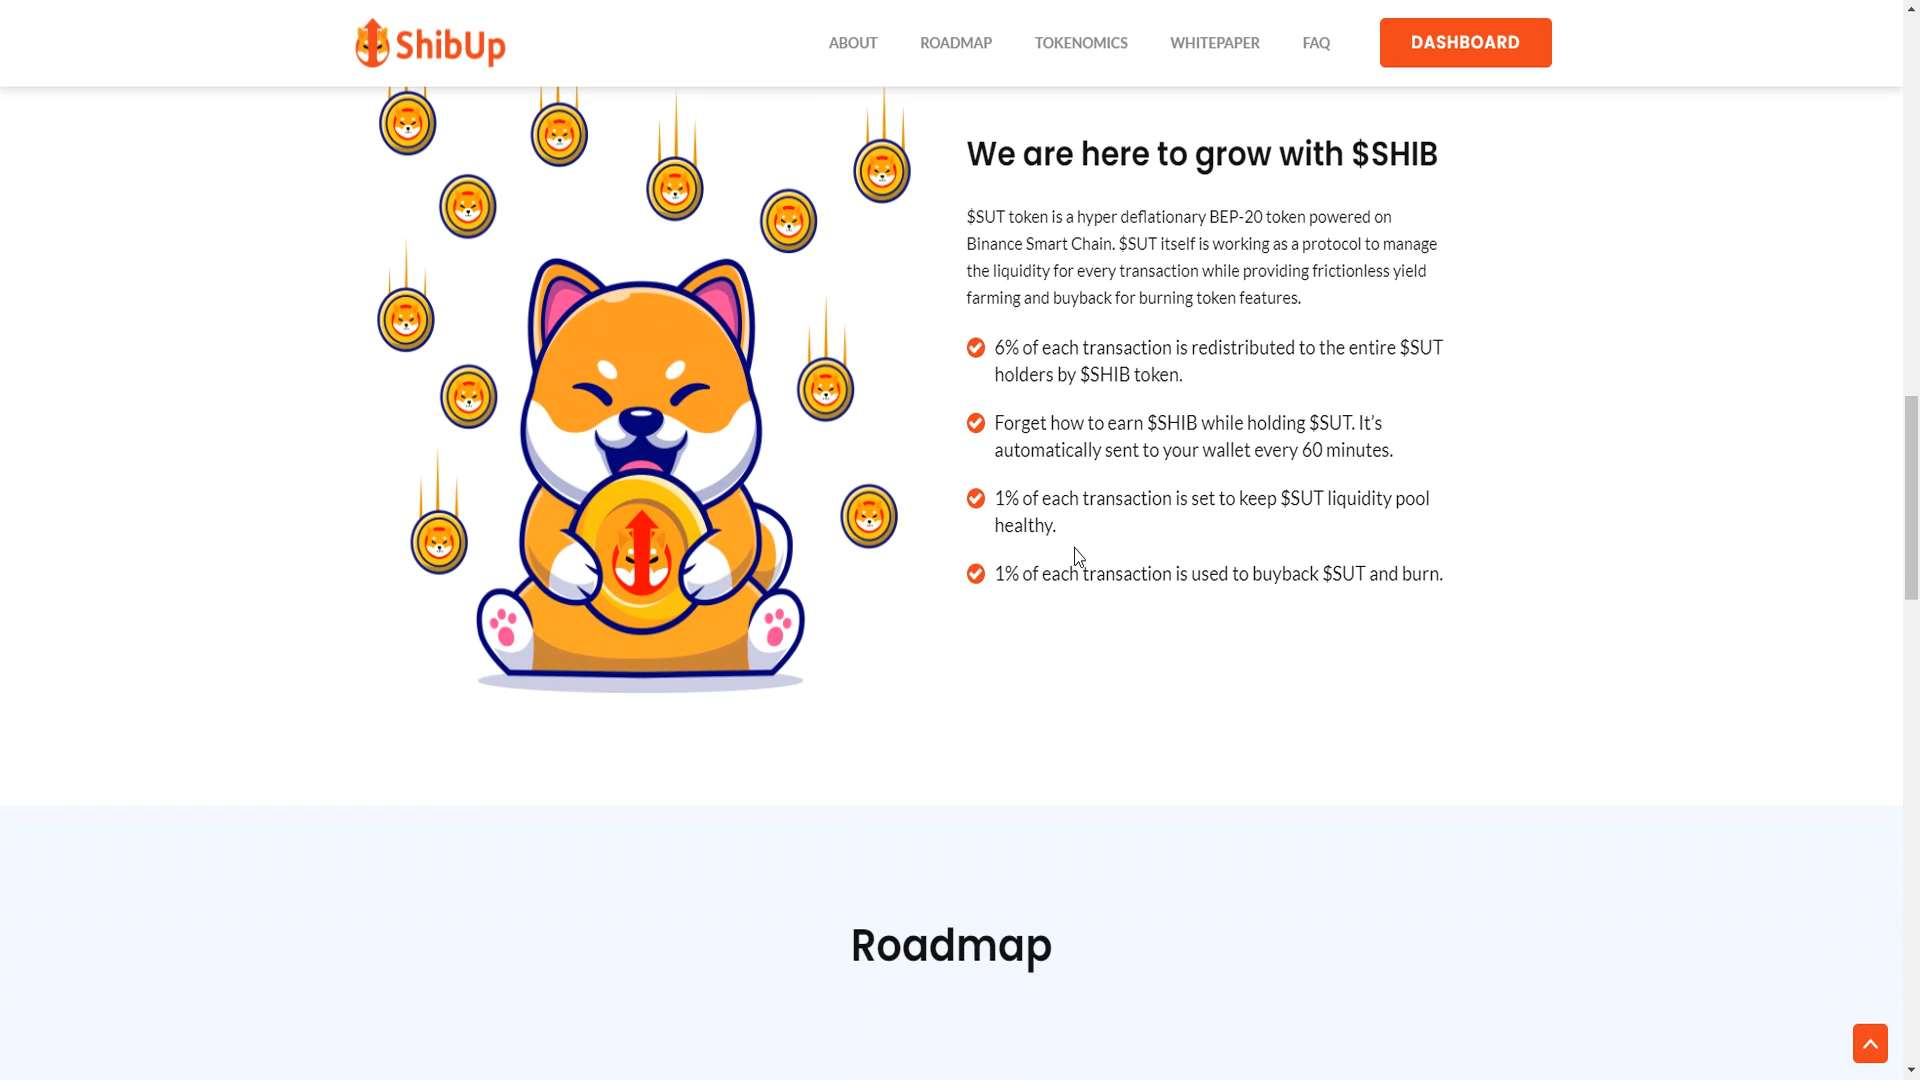 ShibUp
ABOUT
ROADMAP
TOKENOMICS
WHITEPAPER
FAQ
DASHBOARD
We are here to grow with $SHIB
$SUT token is a hyper deflationary BEP-20 token powered on
Binance Smart Chain. $SUT itself is working as a protocol to manage
the liquidity for every transaction while providing frictionless yield
farming and buyback for burning token features.
6% of each transaction is redistributed to the entire $SUT
holders by $SHIB token.
Forget how to earn $SHIB while holding $SUT. It’s
automatically sent to your wallet every 60 minutes.
1% of each transaction is set to keep $SUT liquidity pool
healthy.
1% of each transaction is used to buyback $SUT and burn.
Roadmap